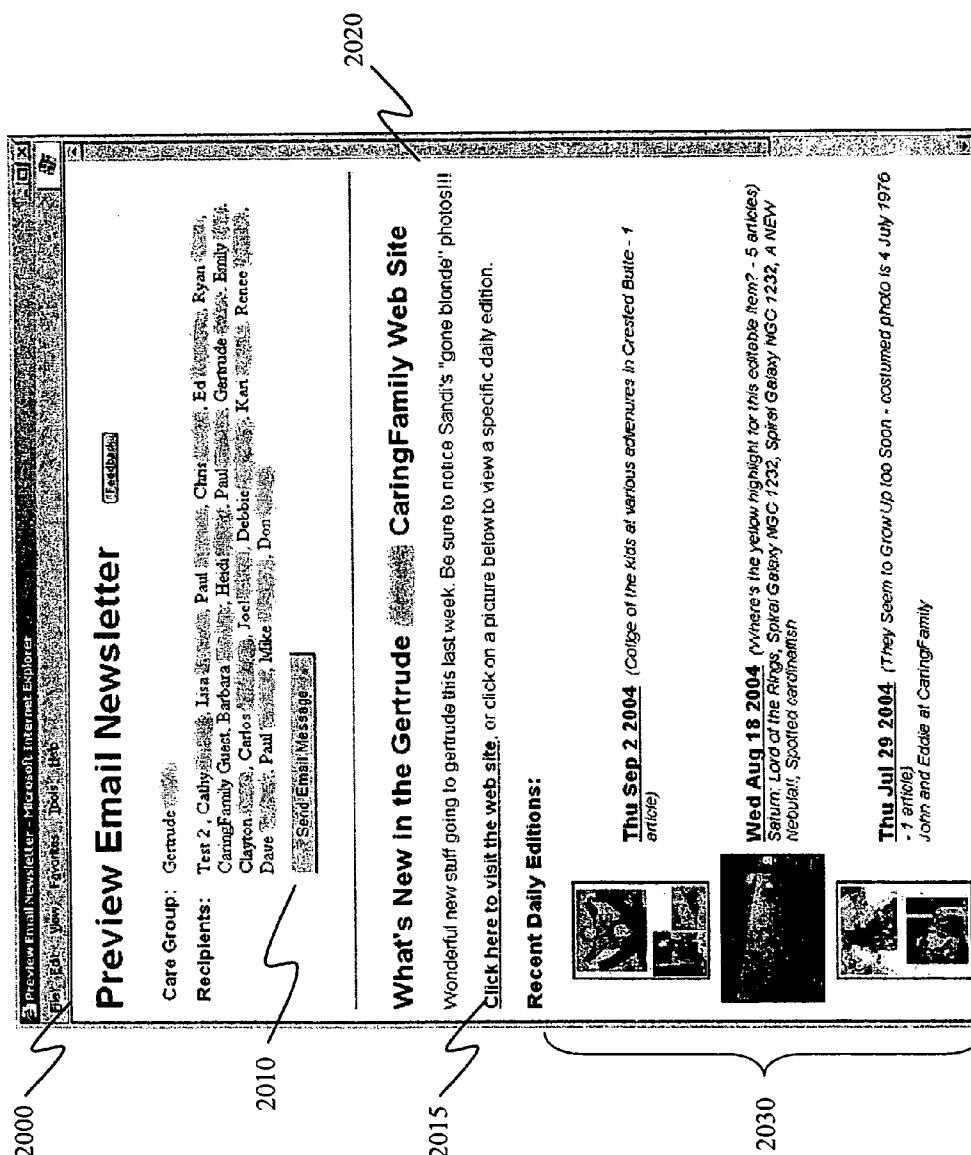 2000
Preview Email Newsletter - Microsoft Internet Explorer
File Edit View Favorites Tools Help
Preview Email Newsletter
Feedback
Care Group: Gertrude
Recipients: Test 2, Cathy, Lisa, Paul, Chris, Ed, Ryan,
CaringFamily Guest, Barbara, Heidi, Paul, Gertrude, Emily,
Clayton, Carlos, Joel, Debbie, Kari, Renee,
Dave, Paul, Mike, Don
2010
Send Email Message
2020
What's New in the Gertrude CaringFamily Web Site
Wonderful new stuff going to gertrude this last week. Be sure to notice Sandi's "gone blonde" photos!!!
2015
Click here to visit the web site, or click on a picture below to view a specific daily edition.
Recent Daily Editions:
2030
Thu Sep 2 2004 (Collge of the kids at various advenures in Crested Butte - 1
article)
Wed Aug 18 2004 (Where's the yellow highlight for this editable item? - 5 articles)
Saturn: Lord of the Rings, Spiral Galaxy NGC 1232, Spiral Galaxy NGC 1232, A NEW
Nebula!!, Spotted cardinalfish
Thu Jul 29 2004 (They Seem to Grow Up too Soon - costumed photo is 4 July 1976
- 1 article)
John and Eddie at CaringFamily